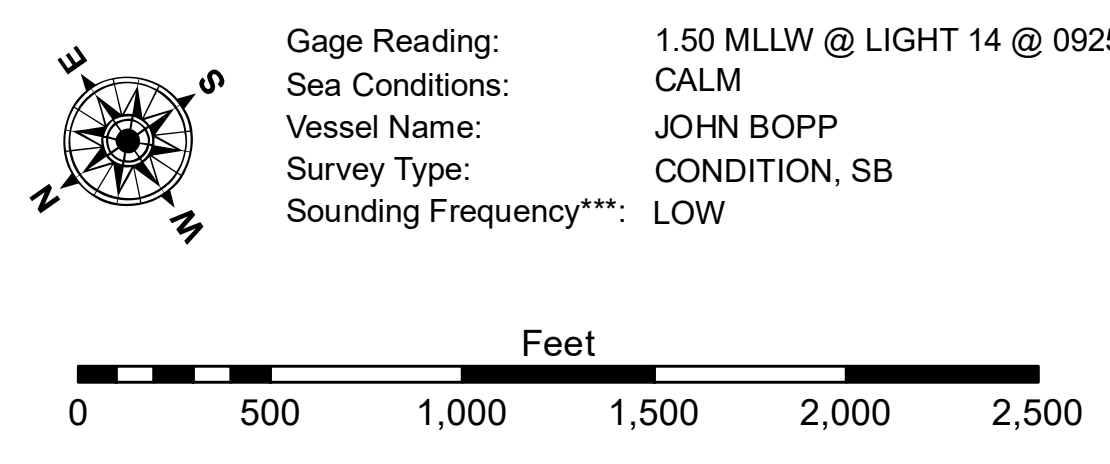 E
S
N
W
Gage Reading: 1.50 MLLW @ LIGHT 14 @ 0925
Sea Conditions: CALM
Vessel Name: JOHN BOPP
Survey Type: CONDITION, SB
Sounding Frequency***: LOW
Feet
0 500 1,000 1,500 2,000 2,500